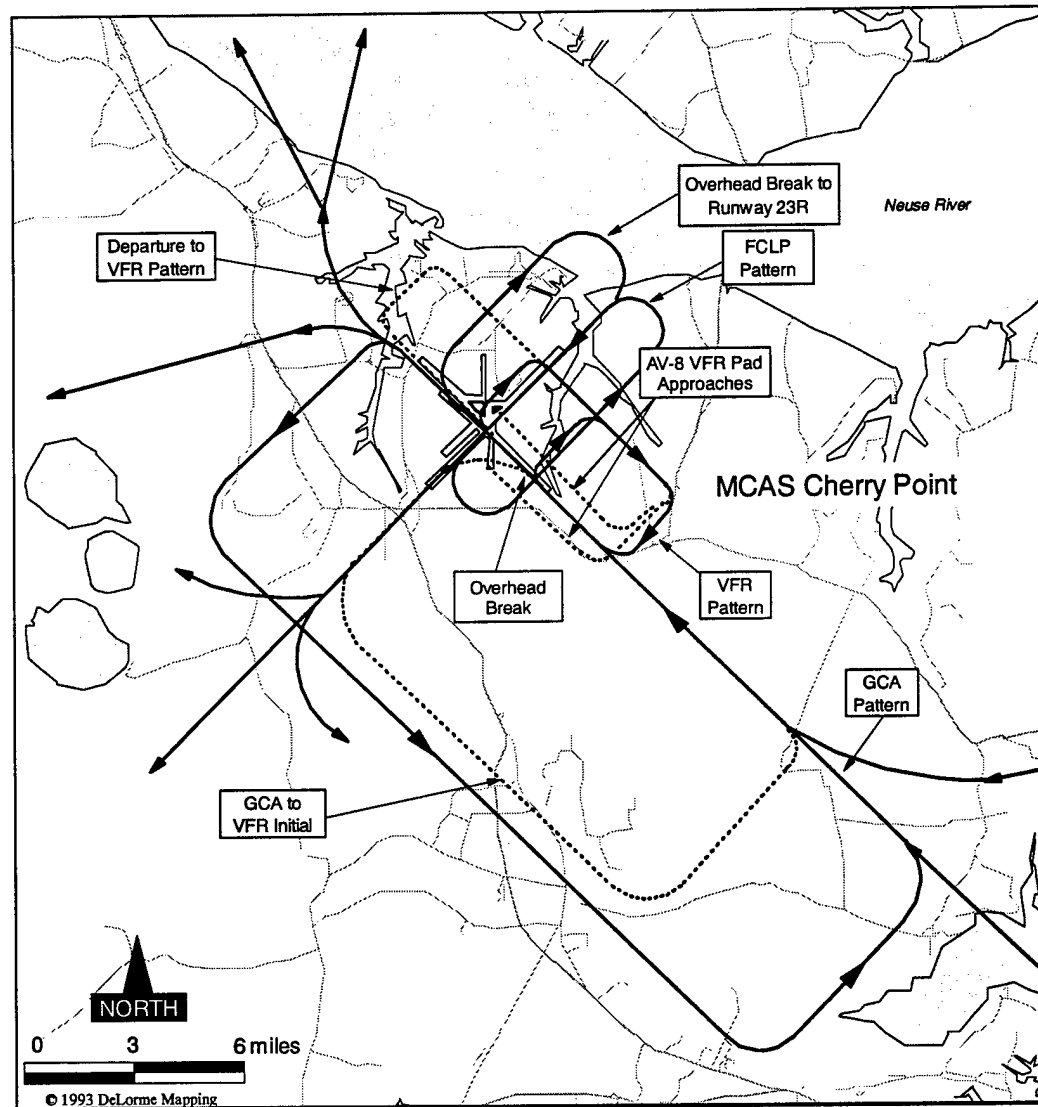 Overhead Break to
Runway 23R
Neuse River
Departure to
VFR Pattern
FCLP
Pattern
AV-8 VFR Pad
Approaches
MCAS Cherry Point
Overhead
Break
VFR
Pattern
GCA
Pattern
GCA to
VFR Initial
NORTH
0 3 6 miles
© 1993 DeLorme Mapping